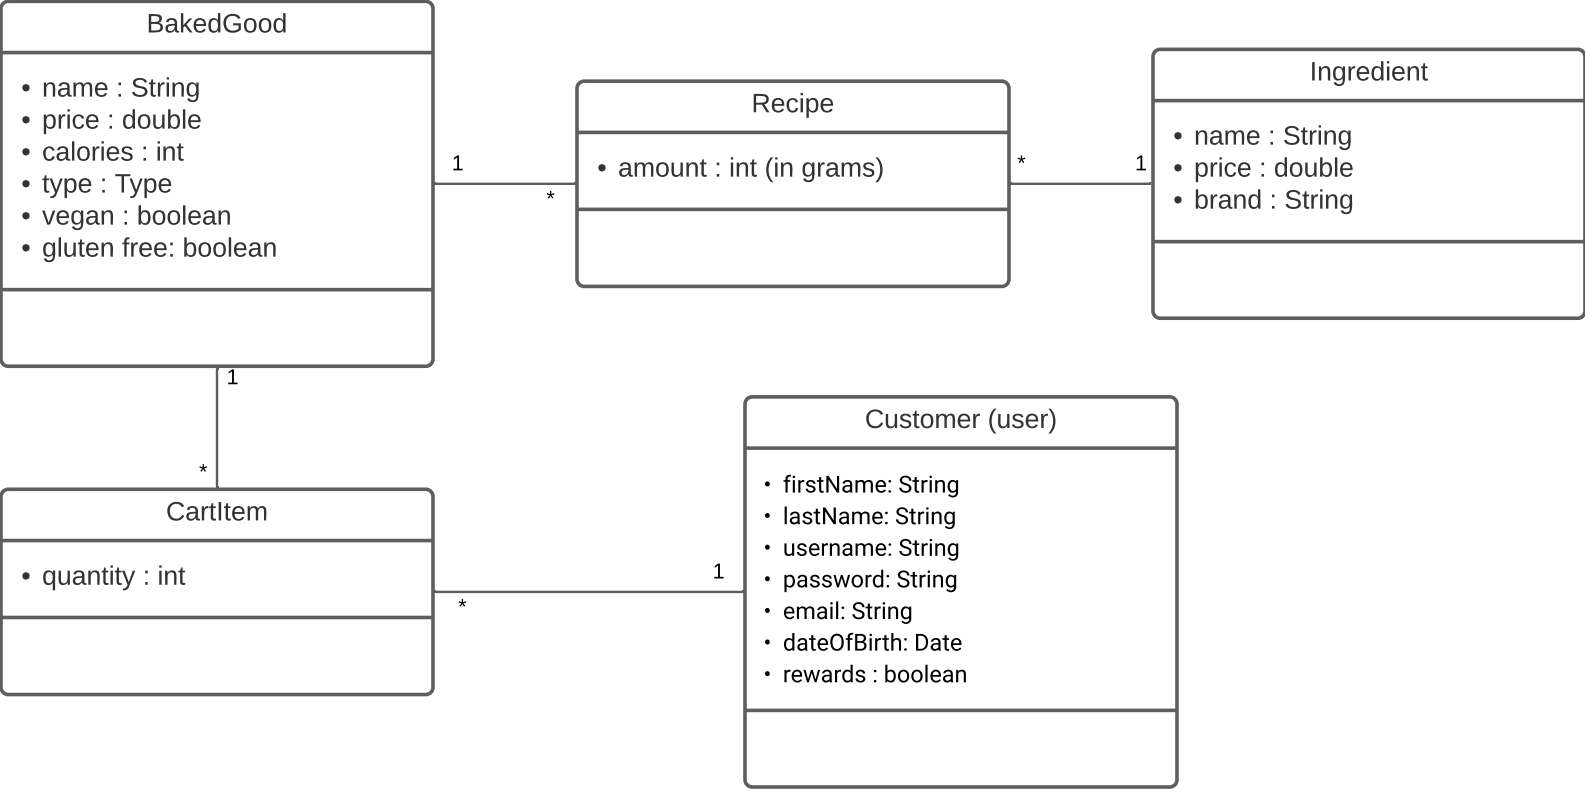 BakedGood
• name : String
• price : double
• calories : int
• type : Type
• vegan : boolean
• gluten free: boolean
1
*
Recipe
• amount : int (in grams)
*
1
Ingredient
• name : String
• price : double
• brand : String
1
*
CartItem
• quantity : int
*
1
Customer (user)
• firstName: String
• lastName: String
• username: String
• password: String
• email: String
• dateOfBirth: Date
• rewards : boolean